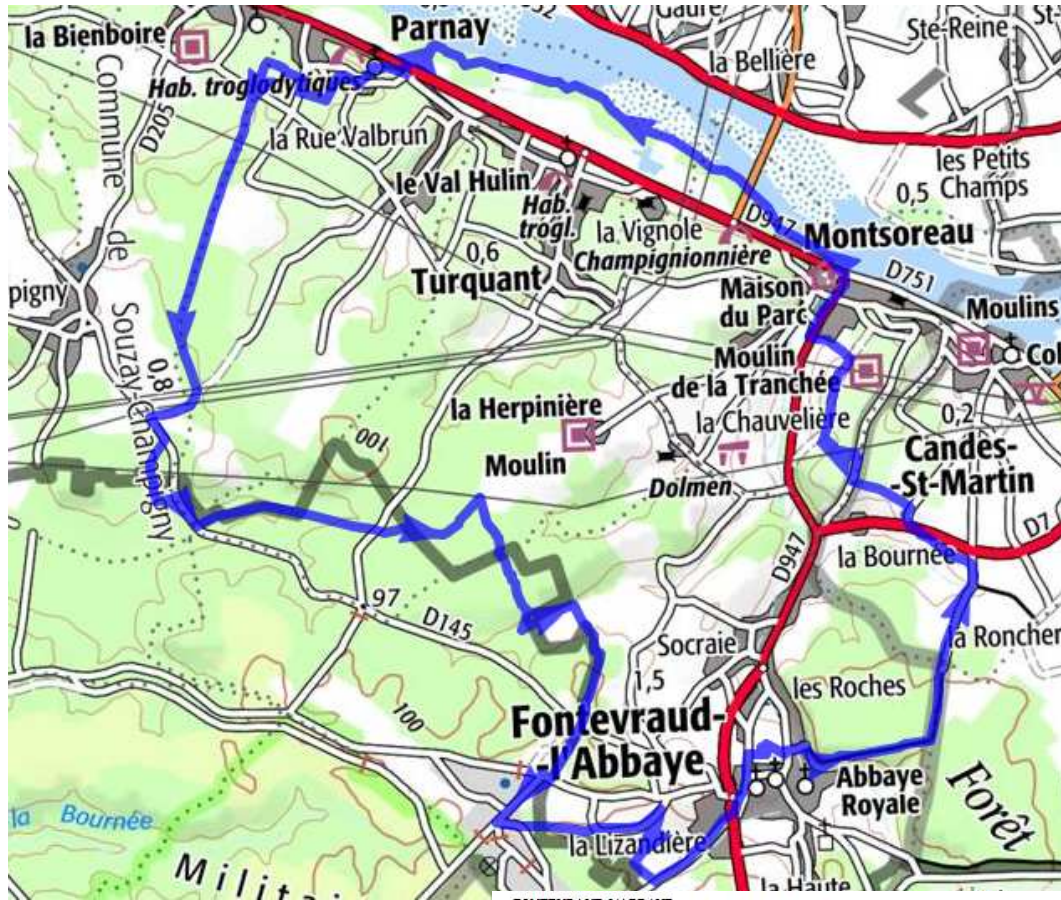 Gaure
Ste-Reine
St-
Parnay
la Bienboire
la Bellière
Hab. troglodytiques
Commune de
D205
la Rue Valbrun
les Petits
Champs
0,5
le Val Hulin
Hab.
trogl.
la Vignole
D947
Champignionnière
Montsoreau
0,6
Turquant
D751
pigny
Maison
du Parc
Moulins
Souzay-Champigny
0,8
Moulin
de la Tranchée
Col
la Herpinière
la Chauvelière
0,2
100
Moulin
Dolmen
Candes-
-St-Martin
D7
D947
la Bournée
97
D145
Socraie
la Roncher
1,5
les Roches
100
Fontevraud-
-l'Abbaye
Abbaye
Royale
Forêt
la Bournée
la Lizandière
Militai
la Haute